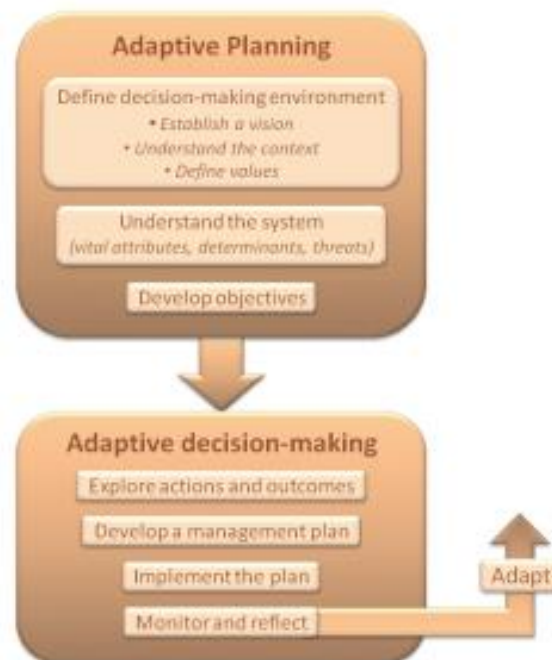 Adaptive Planning
Define decision-making environment
• Establish a vision
• Understand the context
• Define values
Understand the system
(vital attributes, determinants, threats)
Develop objectives
Adaptive decision-making
Explore actions and outcomes
Develop a management plan
Implement the plan
Monitor and reflect
Adapt